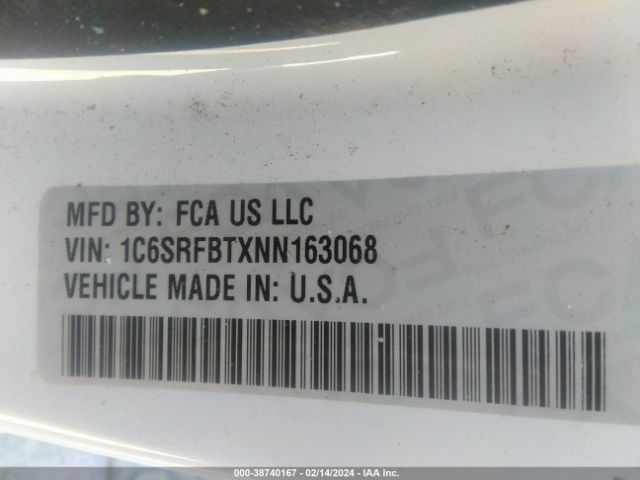 MFD BY: FCA US LLC
VIN: 1C6SRFBTXNN163068
VEHICLE MADE IN: U.S.A.
000-38740167 - 02/14/2024 - IAA Inc.